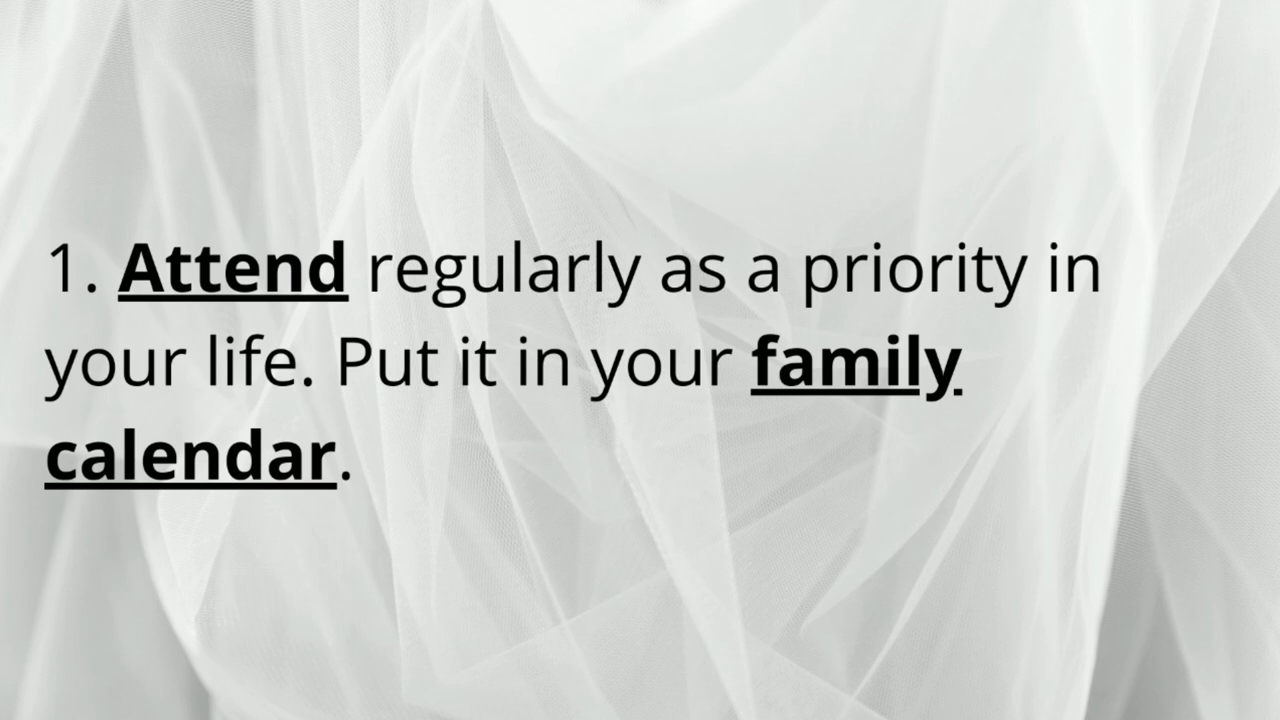 1. Attend regularly as a priority in
your life. Put it in your family
calendar.